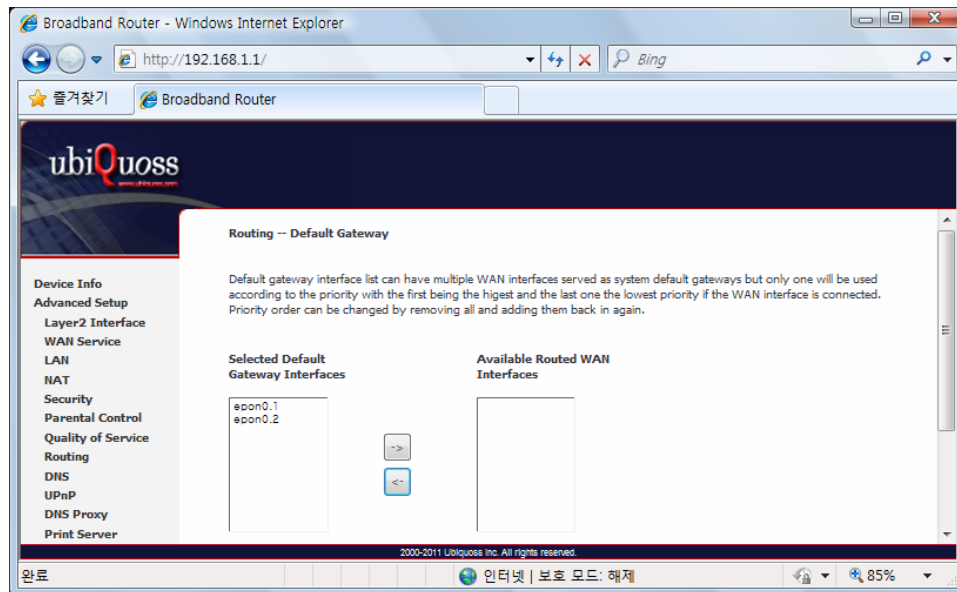 Broadband Router - Windows Internet Explorer
http://192.168.1.1/
Bing
즐겨찾기
Broadband Router
ubiQuoss
Routing -- Default Gateway
Default gateway interface list can have multiple WAN interfaces served as system default gateways but only one will be used
according to the priority with the first being the higest and the last one the lowest priority if the WAN interface is connected.
Priority order can be changed by removing all and adding them back in again.
Device Info
Advanced Setup
Layer2 Interface
WAN Service
LAN
NAT
Security
Parental Control
Quality of Service
Routing
DNS
UPnP
DNS Proxy
Print Server
Selected Default
Gateway Interfaces
Available Routed WAN
Interfaces
epon0.1
epon0.2
->
<-
2000-2011 Ubiquoss Inc. All rights reserved.
완료
인터넷 | 보호 모드: 해제
85%